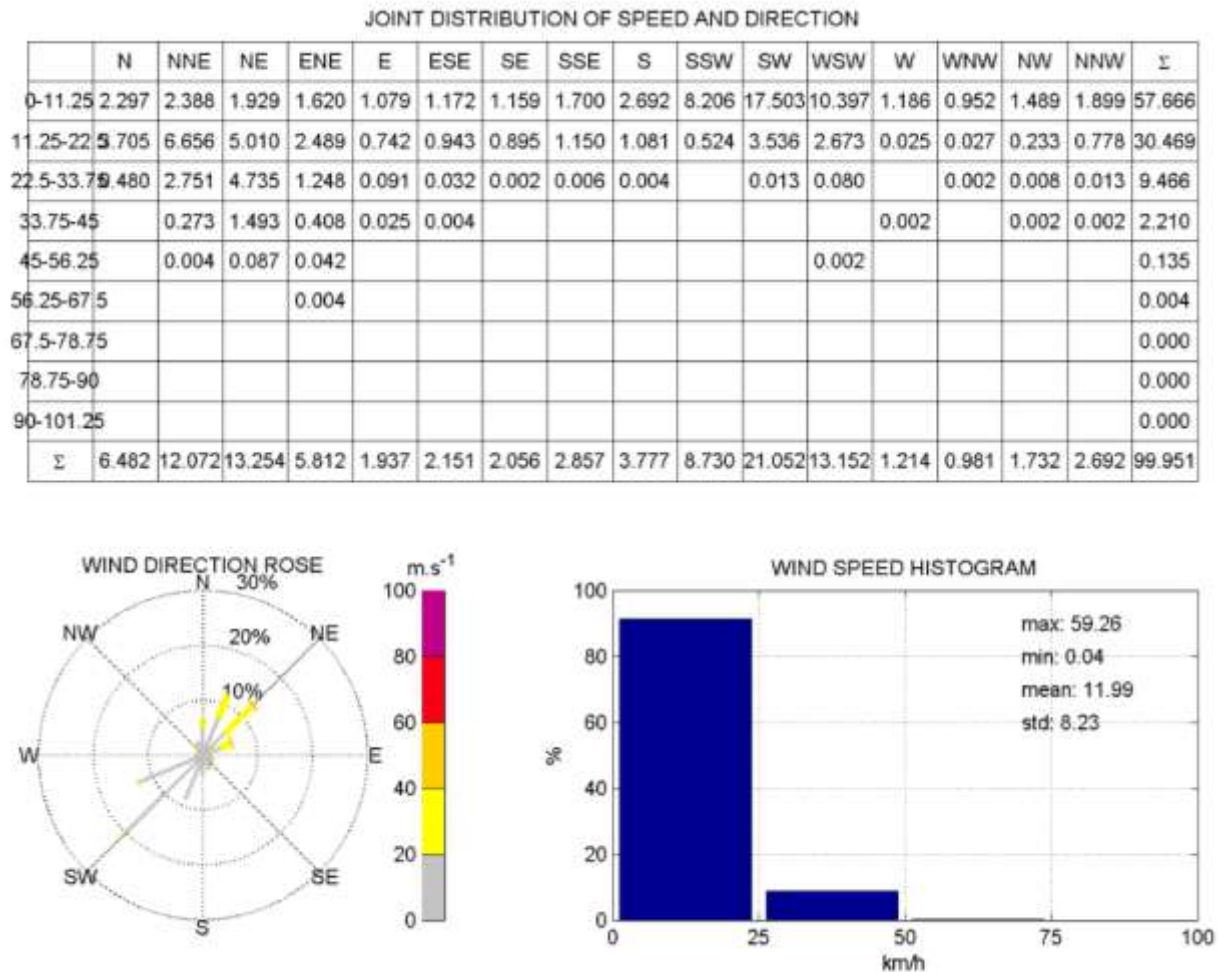 JOINT DISTRIBUTION OF SPEED AND DIRECTION
N NNE NE ENE E ESE SE SSE S SSW SW WSW W WNW NW NNW Σ
0-11.25 2.297 2.388 1.929 1.620 1.079 1.172 1.159 1.700 2.692 8.206 17.503 10.397 1.186 0.952 1.489 1.899 57.666
11.25-22.5 3.705 6.656 5.010 2.489 0.742 0.943 0.895 1.150 1.081 0.524 3.536 2.673 0.025 0.027 0.233 0.778 30.469
22.5-33.75 0.480 2.751 4.735 1.248 0.091 0.032 0.002 0.006 0.004 0.013 0.080 0.002 0.008 0.013 9.466
33.75-45 0.273 1.493 0.408 0.025 0.004 0.002 0.002 0.002 2.210
45-56.25 0.004 0.087 0.042 0.002 0.135
56.25-67.5 0.004 0.004
67.5-78.75 0.000
78.75-90 0.000
90-101.25 0.000
Σ 6.482 12.072 13.254 5.812 1.937 2.151 2.056 2.857 3.777 8.730 21.052 13.152 1.214 0.981 1.732 2.692 99.951
WIND DIRECTION ROSE
N 30%
NW NE
20%
10%
W E
SW SE
S
m.s⁻¹
100
80
60
40
20
0
WIND SPEED HISTOGRAM
100
80
60
40
20
0
%
max: 59.26
min: 0.04
mean: 11.99
std: 8.23
0 25 50 75 100
km/h